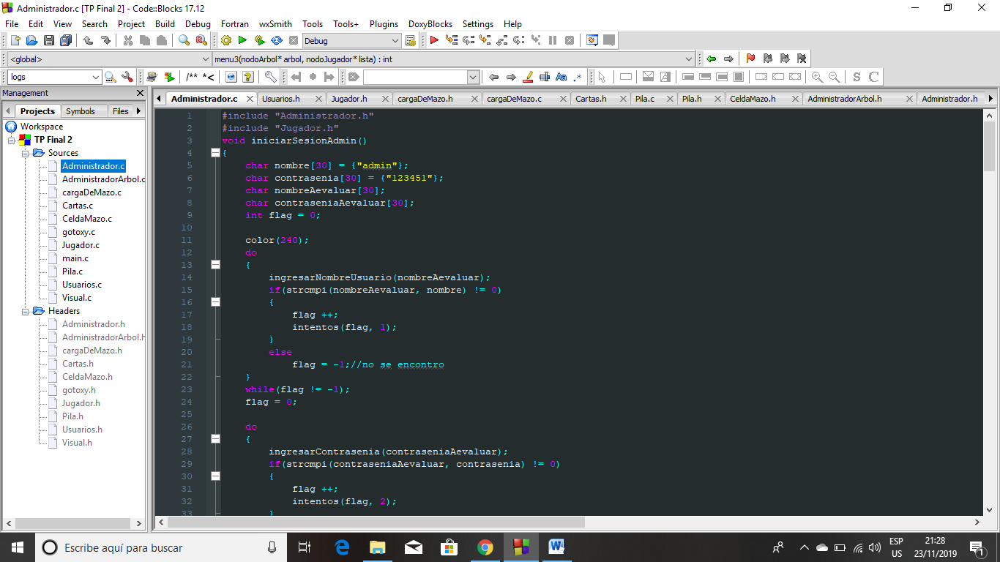 Administrador.c [TP Final 2] - Code::Blocks 17.12
File Edit View Search Project Build Debug Fortran wxSmith Tools Tools+ Plugins DoxyBlocks Settings Help
Debug
<global> menu3(nodoArbol* arbol, nodoJugador* lista) : int
logs /** *< Aa .* S C
Management
Projects Symbols Files
Administrador.c Usuarios.h Jugador.h cargaDeMazo.h cargaDeMazo.c Cartas.h Pila.c Pila.h CeldaMazo.h AdministradorArbol.h Administrador.h
Workspace
TP Final 2
Sources
Administrador.c
AdministradorArbol.c
cargaDeMazo.c
Cartas.c
CeldaMazo.c
gotoxy.c
Jugador.c
main.c
Pila.c
Usuarios.c
Visual.c
Headers
Administrador.h
AdministradorArbol.h
cargaDeMazo.h
Cartas.h
CeldaMazo.h
gotoxy.h
Jugador.h
Pila.h
Usuarios.h
Visual.h
1 #include "Administrador.h"
2 #include "Jugador.h"
3 void iniciarSesionAdmin()
4 {
5 char nombre[30] = {"admin"};
6 char contrasenia[30] = {"123451"};
7 char nombreAevaluar[30];
8 char contraseniaAevaluar[30];
9 int flag = 0;
10
11 color(240);
12 do
13 {
14 ingresarNombreUsuario(nombreAevaluar);
15 if(strcmpi(nombreAevaluar, nombre) != 0)
16 {
17 flag ++;
18 intentos(flag, 1);
19 }
20 else
21 flag = -1;//no se encontro
22 }
23 while(flag != -1);
24 flag = 0;
25
26 do
27 {
28 ingresarContrasenia(contraseniaAevaluar);
29 if(strcmpi(contraseniaAevaluar, contrasenia) != 0)
30 {
31 flag ++;
32 intentos(flag, 2);
33 }
Escribe aquí para buscar
ESP
US
21:28
23/11/2019
1